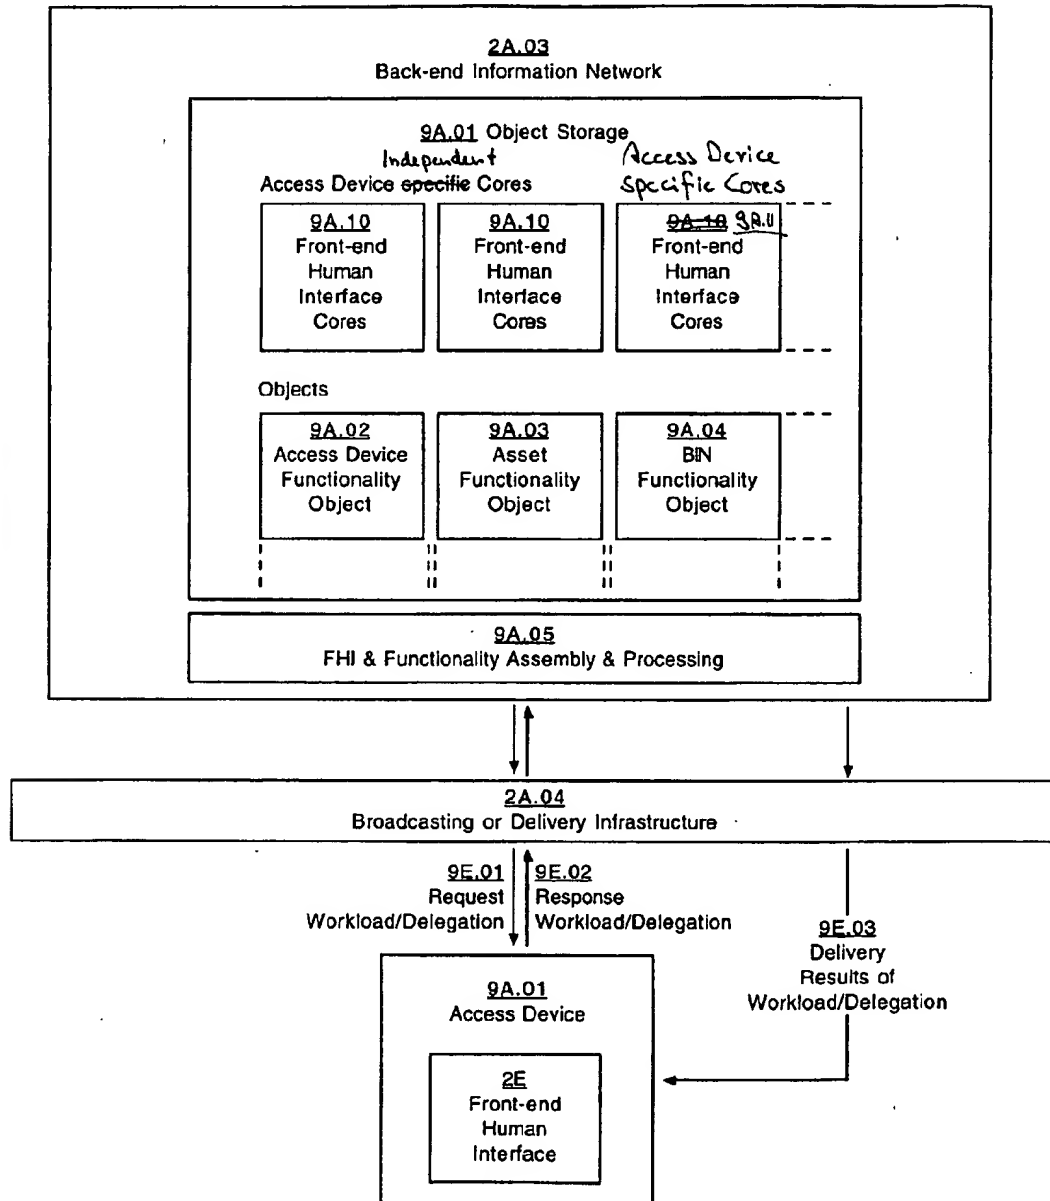 2A.03
Back-end Information Network
9A.01 Object Storage
Independent
Access Device specific Cores
Access Device
specific Cores
9A.10
Front-end
Human
Interface
Cores
9A.10
Front-end
Human
Interface
Cores
9A.10 9A.11
Front-end
Human
Interface
Cores
Objects
9A.02
Access Device
Functionality
Object
9A.03
Asset
Functionality
Object
9A.04
BIN
Functionality
Object
9A.05
FHI & Functionality Assembly & Processing
2A.04
Broadcasting or Delivery Infrastructure
9E.01
Request
Workload/Delegation
9E.02
Response
Workload/Delegation
9E.03
Delivery
Results of
Workload/Delegation
9A.01
Access Device
2E
Front-end
Human
Interface